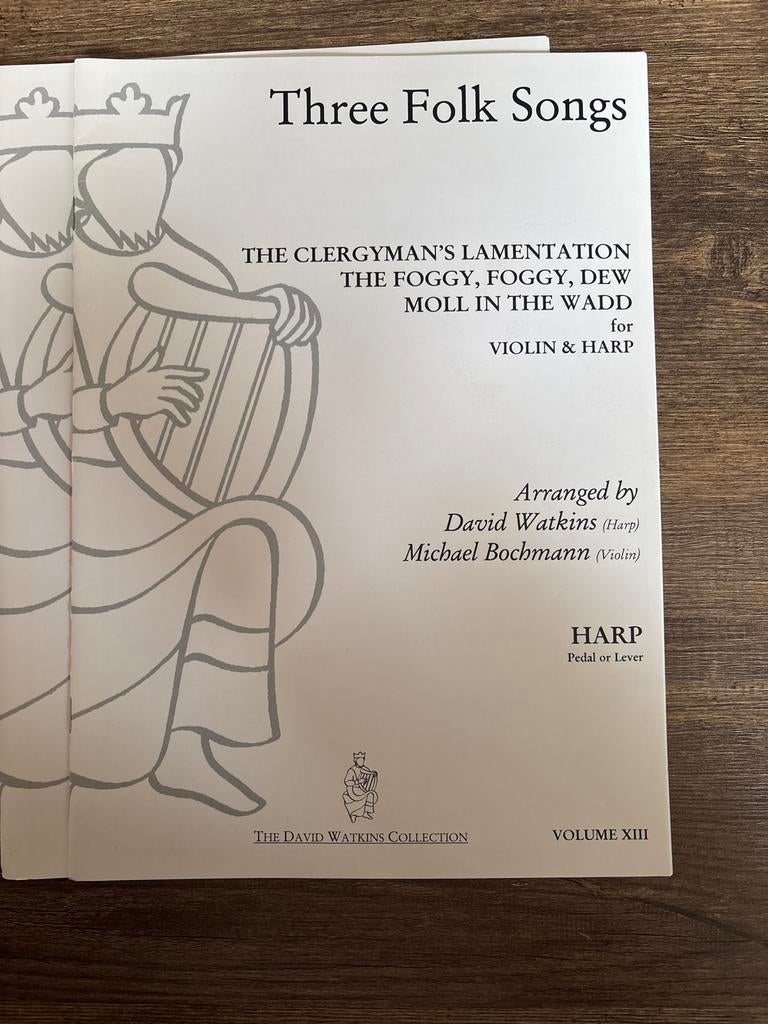 Three Folk Songs
THE CLERGYMAN'S LAMENTATION
THE FOGGY, FOGGY, DEW
MOLL IN THE WADD
for
VIOLIN & HARP
Arranged by
David Watkins (Harp)
Michael Bochmann (Violin)
HARP
Pedal or Lever
THE DAVID WATKINS COLLECTION
VOLUME XIII